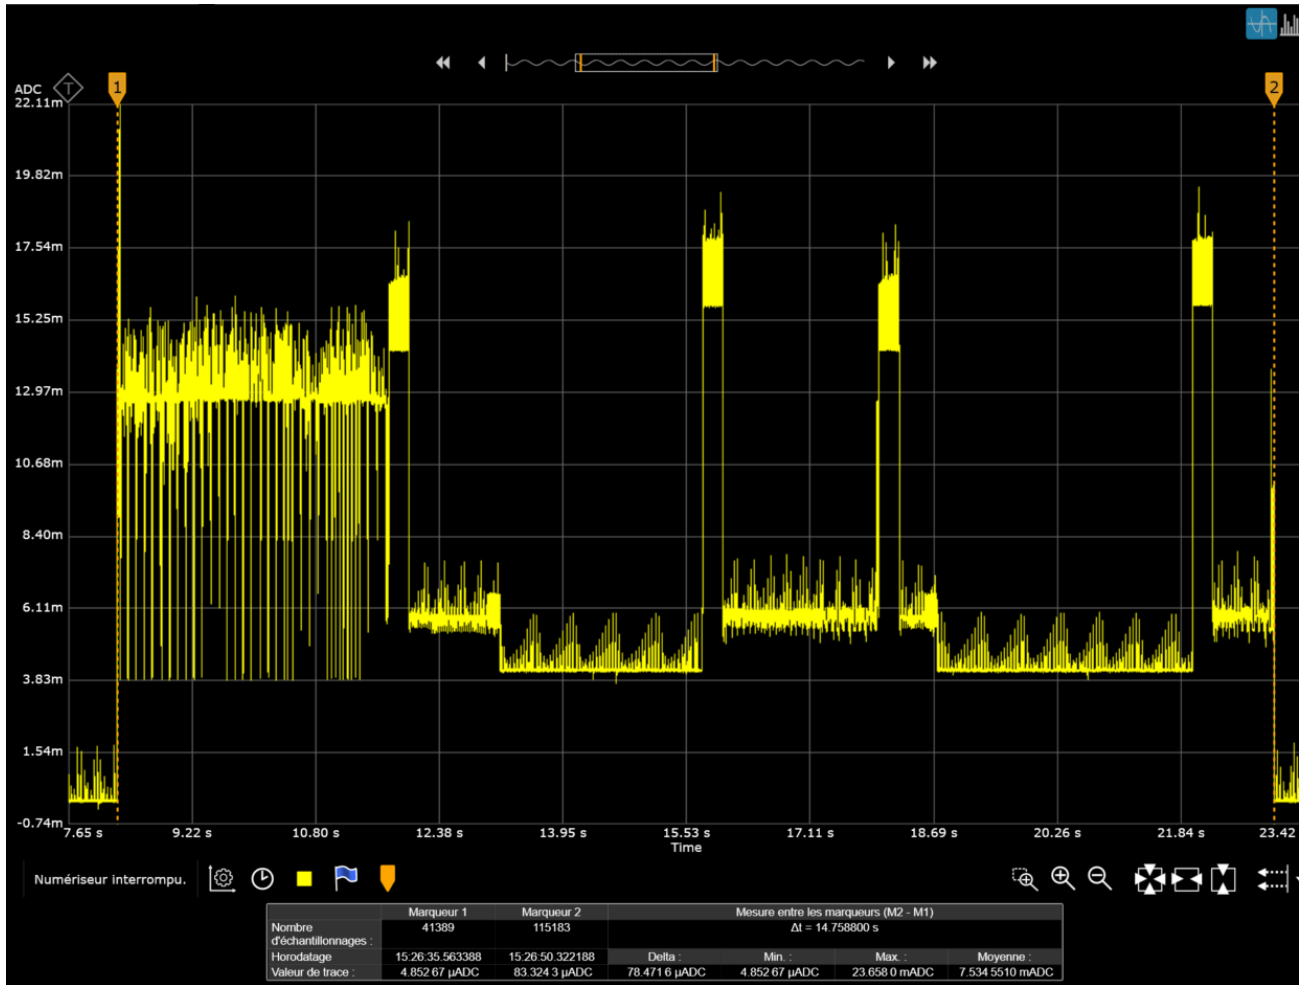 ADC T 1 2
22.11m
19.82m
17.54m
15.25m
12.97m
10.68m
8.40m
6.11m
3.83m
1.54m
-0.74m
7.65 s 9.22 s 10.80 s 12.38 s 13.95 s 15.53 s 17.11 s 18.69 s 20.26 s 21.84 s 23.42
Time
Numériseur interrompu.
Marqueur 1 Marqueur 2 Mesure entre les marqueurs (M2 - M1)
Nombre d'échantillonnages : 41389 115183 Δt = 14.758800 s
Horodatage 15:26:35.563388 15:26:50.322188 Delta : Min. : Max. : Moyenne :
Valeur de trace : 4.852 67 µADC 83.324 3 µADC 78.471 6 µADC 4.852 67 µADC 23.658 0 mADC 7.534 5510 mADC